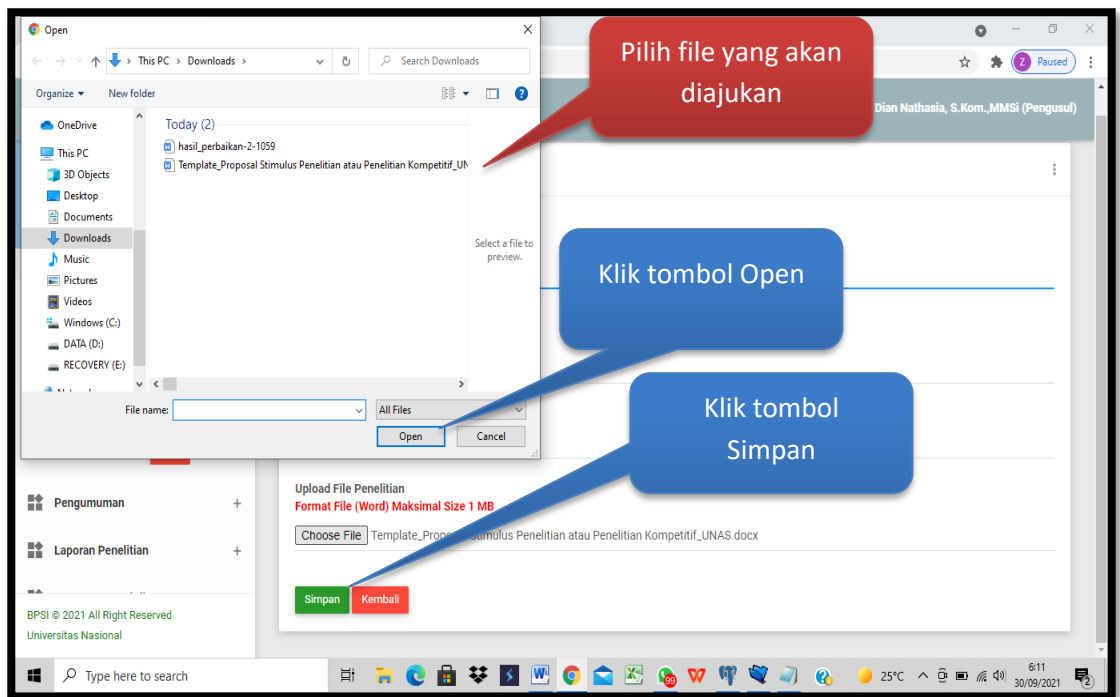 Open
This PC > Downloads >
Search Downloads
Organize
New folder
OneDrive
This PC
3D Objects
Desktop
Documents
Downloads
Music
Pictures
Videos
Windows (C:)
DATA (D:)
RECOVERY (E:)
Today (2)
hasil_perbaikan-2-1059
Template_Proposal Stimulus Penelitian atau Penelitian Kompetitif_UN
Select a file to
preview.
File name:
All Files
Open
Cancel
Pilih file yang akan
diajukan
Z Paused
Dian Nathasia, S.Kom.,MMSi (Pengusul)
Klik tombol Open
Klik tombol
Simpan
Pengumuman +
Laporan Penelitian +
BPSI © 2021 All Right Reserved
Universitas Nasional
Upload File Penelitian
Format File (Word) Maksimal Size 1 MB
Choose File
Template_Propo Stimulus Penelitian atau Penelitian Kompetitif_UNAS.docx
Simpan
Kembali
Type here to search
99
25°C
6:11
30/09/2021
2